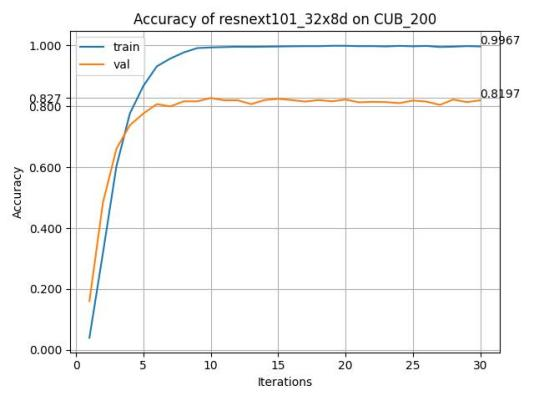 Accuracy of resnext101_32x8d on CUB_200
train
val
0.9967
0.8197
1.000
0.827
0.800
0.600
0.400
0.200
0.000
Accuracy
0 5 10 15 20 25 30
Iterations